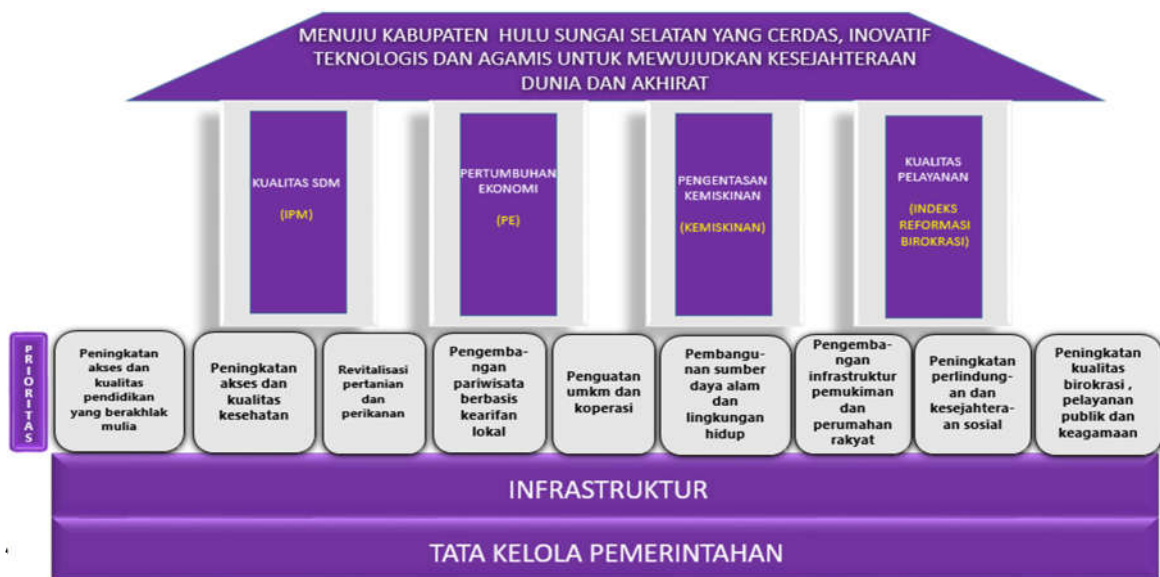 MENUJU KABUPATEN HULU SUNGAI SELATAN YANG CERDAS, INOVATIF
TEKNOLOGIS DAN AGAMIS UNTUK MEWUJUDKAN KESEJAHTERAAN
DUNIA DAN AKHIRAT
KUALITAS SDM
(IPM)
PERTUMBUHAN
EKONOMI
(PE)
PENGENTASAN
KEMISKINAN
(KEMISKINAN)
KUALITAS
PELAYANAN
(INDEKS
REFORMASI
BIROKRASI)
PRIORITAS
Peningkatan
akses dan
kualitas
pendidikan
yang berakhlak
mulia
Peningkatan
akses dan
kualitas
kesehatan
Revitalisasi
pertanian
dan
perikanan
Pengemba-
ngan
pariwisata
berbasis
kearifan
lokal
Penguatan
umkm dan
koperasi
Pembangu-
nan sumber
daya alam
dan
lingkungan
hidup
Pengemba-
ngan
infrastruktur
pemukiman
dan
perumahan
rakyat
Peningkatan
perlindung-
an dan
kesejahtera-
an sosial
Peningkatan
kualitas
birokrasi ,
pelayanan
publik dan
keagamaan
INFRASTRUKTUR
TATA KELOLA PEMERINTAHAN